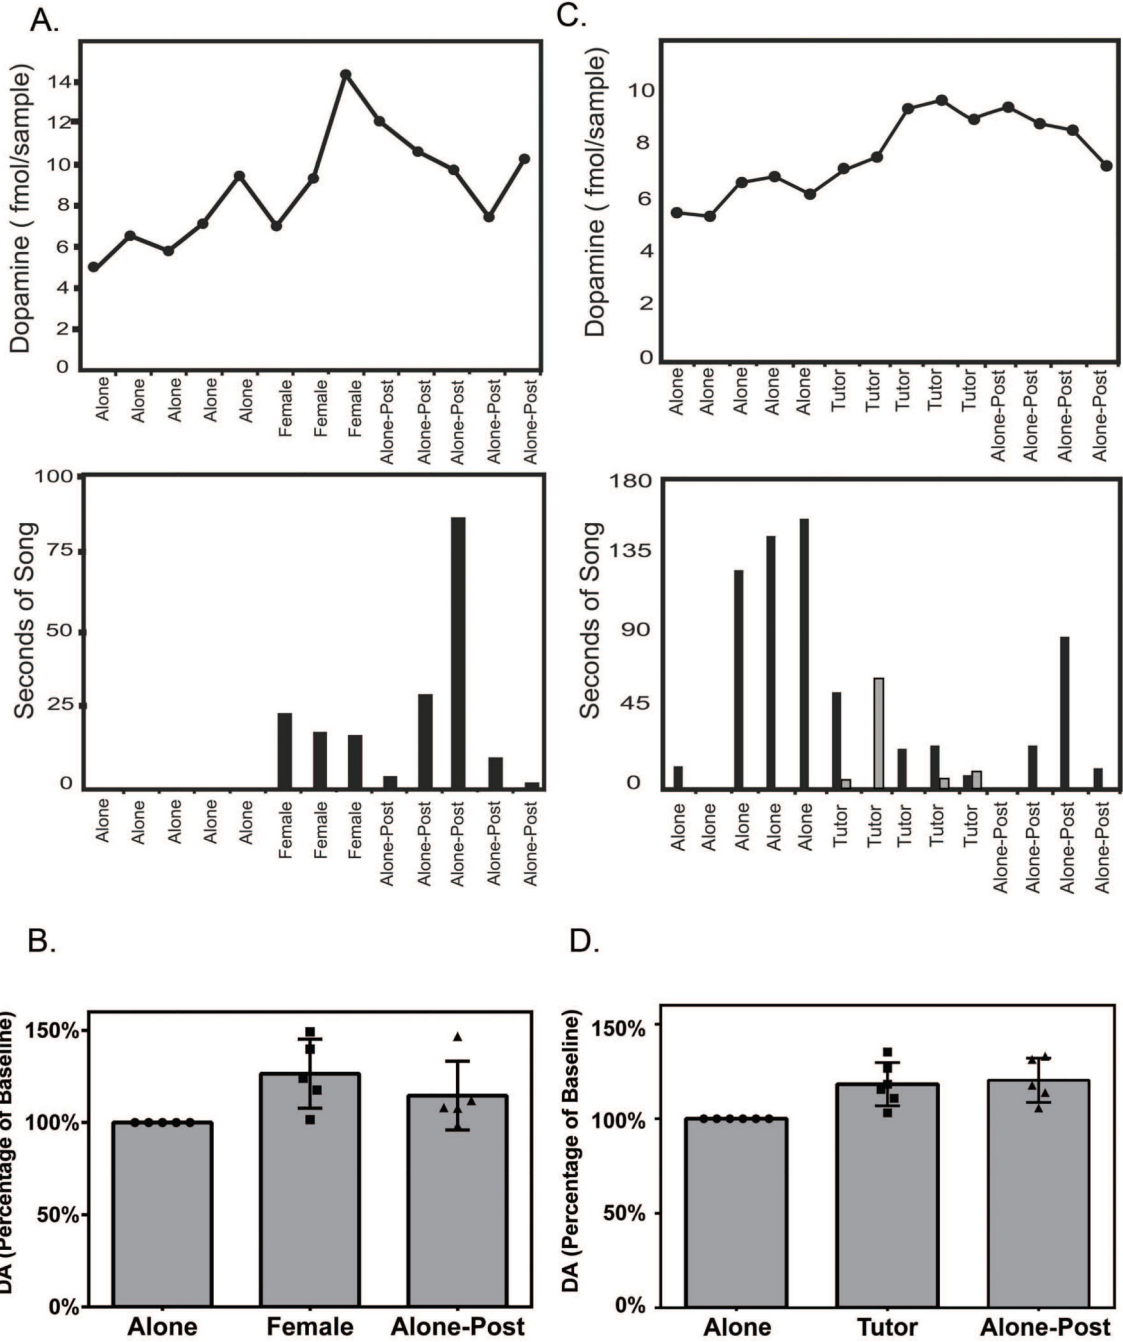 A.
Dopamine ( fmol/sample)
14
12
10
8
6
4
2
0
Alone
Alone
Alone
Alone
Alone
Female
Female
Female
Alone-Post
Alone-Post
Alone-Post
Alone-Post
Alone-Post
Seconds of Song
100
75
50
25
0
Alone
Alone
Alone
Alone
Alone
Female
Female
Female
Alone-Post
Alone-Post
Alone-Post
Alone-Post
Alone-Post
C.
Dopamine ( fmol/sample)
10
8
6
4
2
0
Alone
Alone
Alone
Alone
Alone
Tutor
Tutor
Tutor
Tutor
Tutor
Alone-Post
Alone-Post
Alone-Post
Alone-Post
Seconds of Song
180
135
90
45
0
Alone
Alone
Alone
Alone
Alone
Tutor
Tutor
Tutor
Tutor
Tutor
Alone-Post
Alone-Post
Alone-Post
Alone-Post
B.
DA (Percentage of Baseline)
150%
100%
50%
0%
Alone Female Alone-Post
D.
DA (Percentage of Baseline)
150%
100%
50%
0%
Alone Tutor Alone-Post